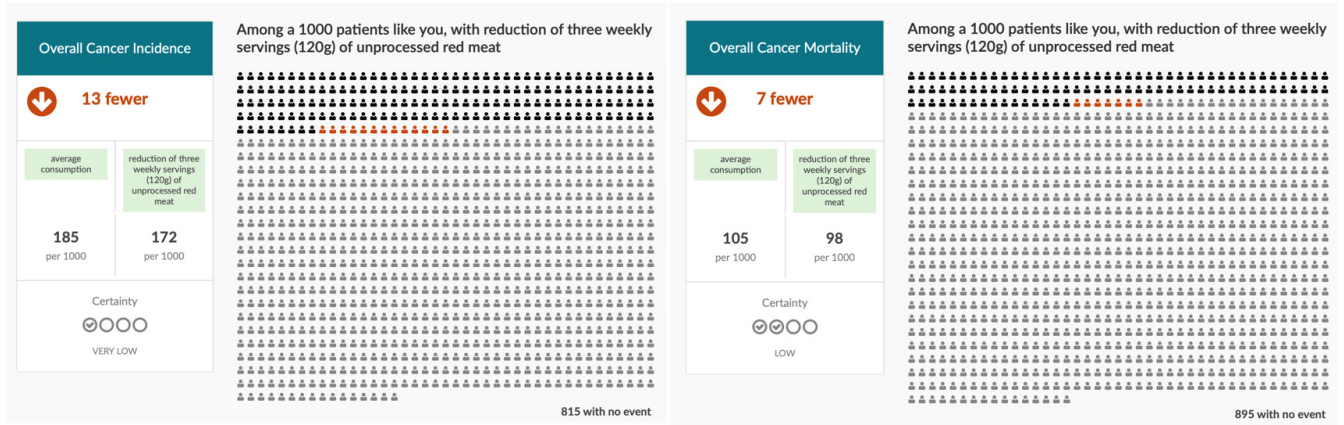 Overall Cancer Incidence
13 fewer
average
consumption
reduction of three
weekly servings
(120g) of
unprocessed red
meat
185
per 1000
172
per 1000
Certainty
VERY LOW
Among a 1000 patients like you, with reduction of three weekly
servings (120g) of unprocessed red meat
815 with no event
Overall Cancer Mortality
7 fewer
average
consumption
reduction of three
weekly servings
(120g) of
unprocessed red
meat
105
per 1000
98
per 1000
Certainty
LOW
Among a 1000 patients like you, with reduction of three weekly
servings (120g) of unprocessed red meat
895 with no event